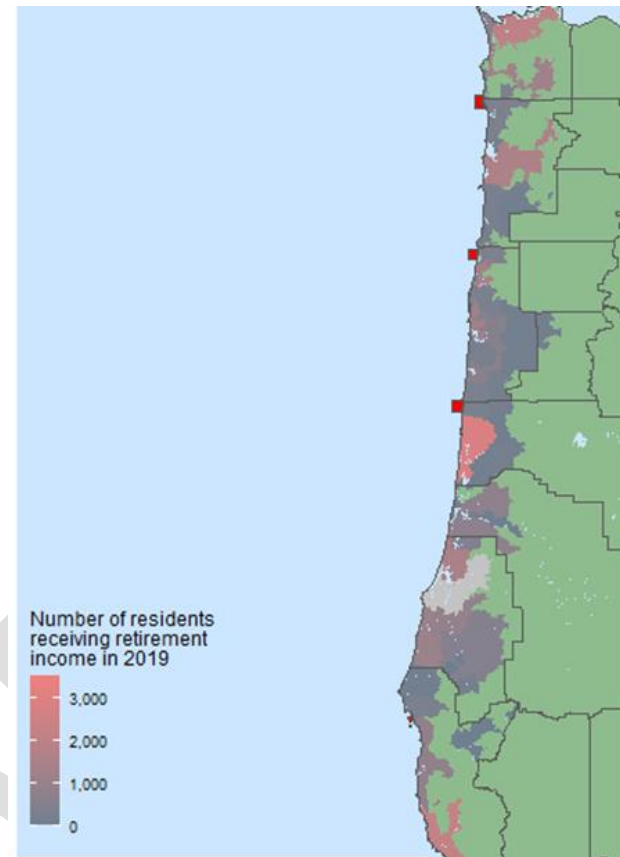 Number of residents
receiving retirement
income in 2019
3,000
2,000
1,000
0